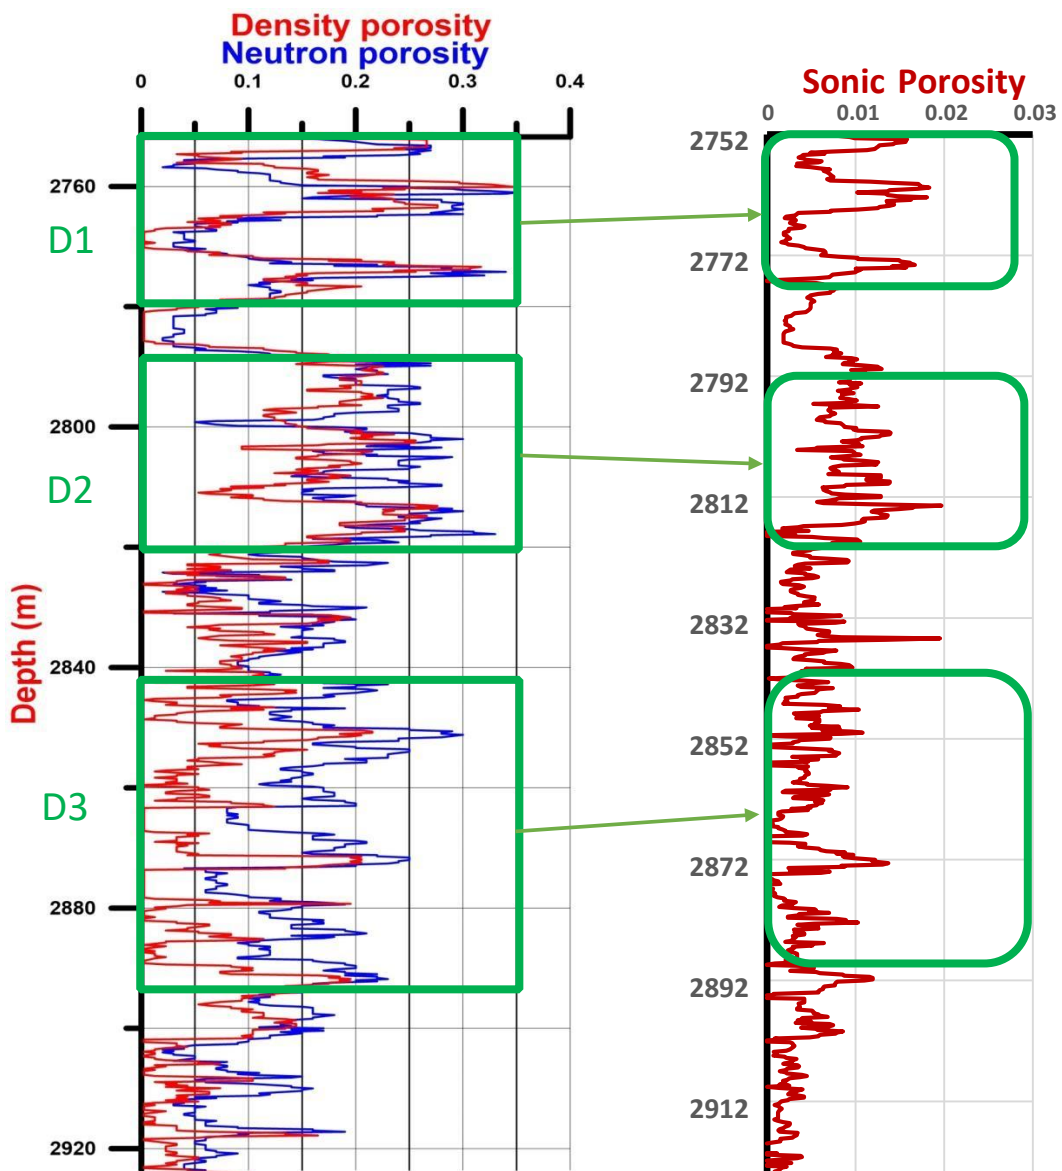 Density porosity
Neutron porosity
0 0.1 0.2 0.3 0.4
Sonic Porosity
0 0.01 0.02 0.03
Depth (m)
2760
2800
2840
2880
2920
D1
D2
D3
2752
2772
2792
2812
2832
2852
2872
2892
2912